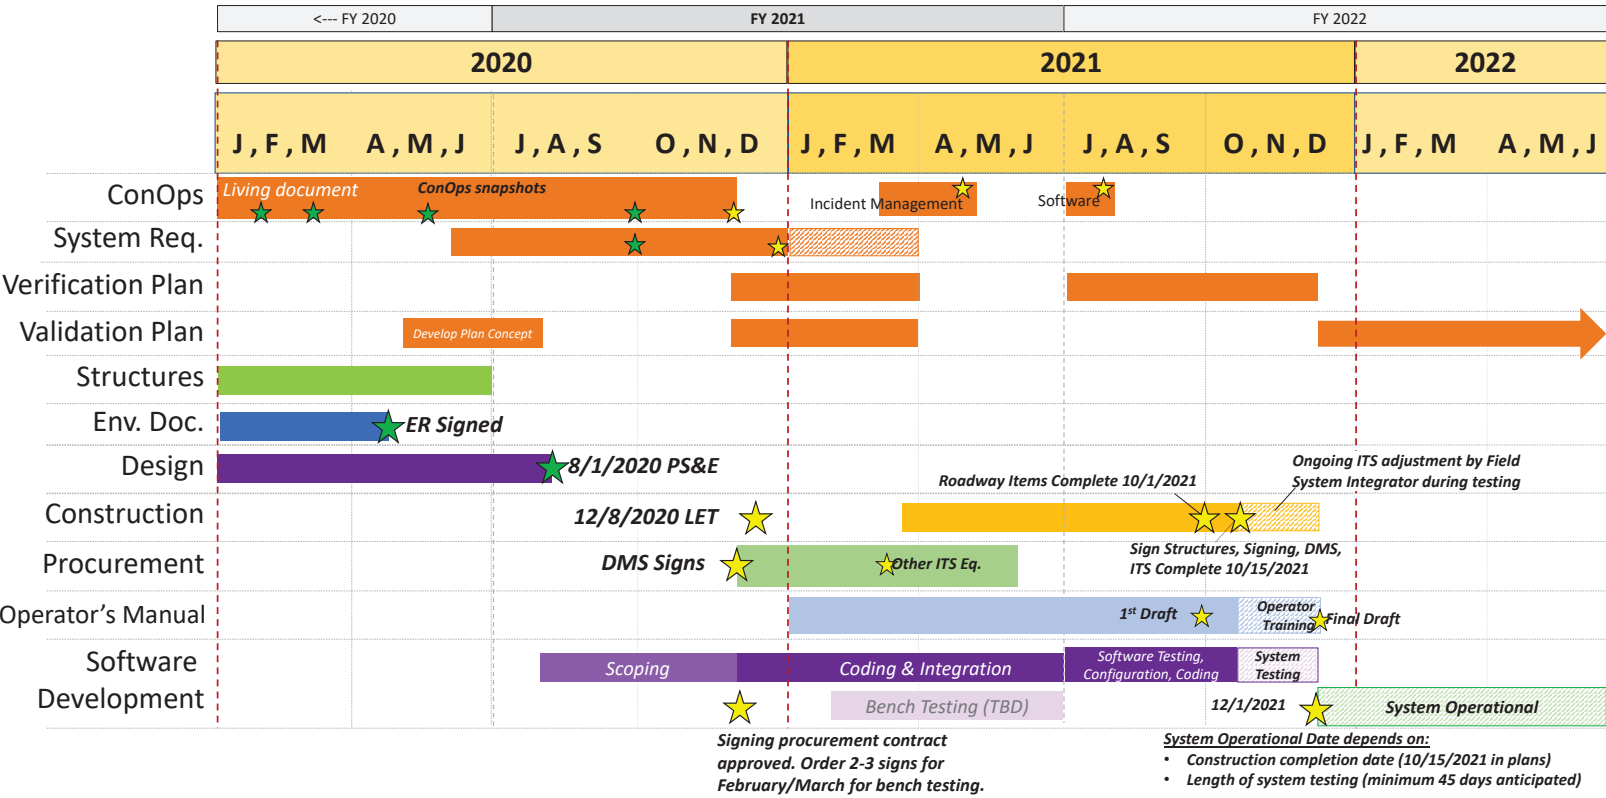 <--- FY 2020
FY 2021
FY 2022
2020
2021
2022
J , F , M
A , M , J
J , A , S
O , N , D
J , F , M
A , M , J
J , A , S
O , N , D
J , F , M
A , M , J
ConOps
Living document
ConOps snapshots
Incident Management
Software
System Req.
Verification Plan
Validation Plan
Develop Plan Concept
Structures
Env. Doc.
ER Signed
Design
8/1/2020 PS&E
Ongoing ITS adjustment by Field
System Integrator during testing
Roadway Items Complete 10/1/2021
Construction
12/8/2020 LET
Sign Structures, Signing, DMS,
ITS Complete 10/15/2021
Procurement
DMS Signs
Other ITS Eq.
Operator's Manual
1st Draft
Operator
Training
Final Draft
Software
Development
Scoping
Coding & Integration
Software Testing,
Configuration, Coding
System
Testing
Bench Testing (TBD)
12/1/2021
System Operational
Signing procurement contract
approved. Order 2-3 signs for
February/March for bench testing.
System Operational Date depends on:
• Construction completion date (10/15/2021 in plans)
• Length of system testing (minimum 45 days anticipated)